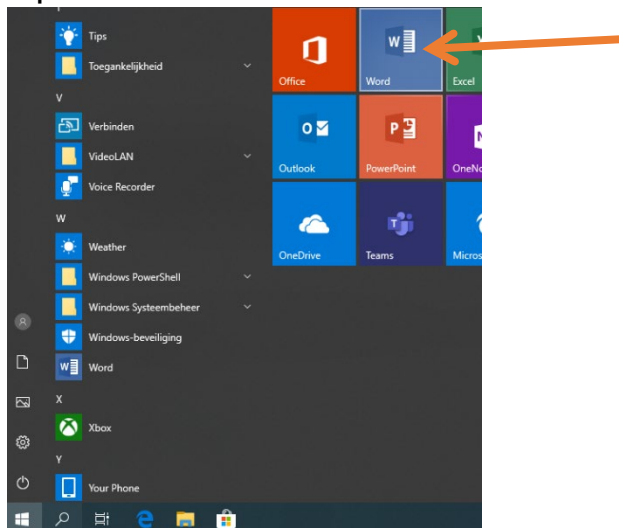 Tips
Toegankelijkheid
V
Verbinden
VideoLAN
Voice Recorder
W
Weather
Windows PowerShell
Windows Systeembeheer
Windows-beveiliging
Word
X
Xbox
Y
Your Phone
Office
Word
Excel
Outlook
PowerPoint
OneNo
OneDrive
Teams
Micros